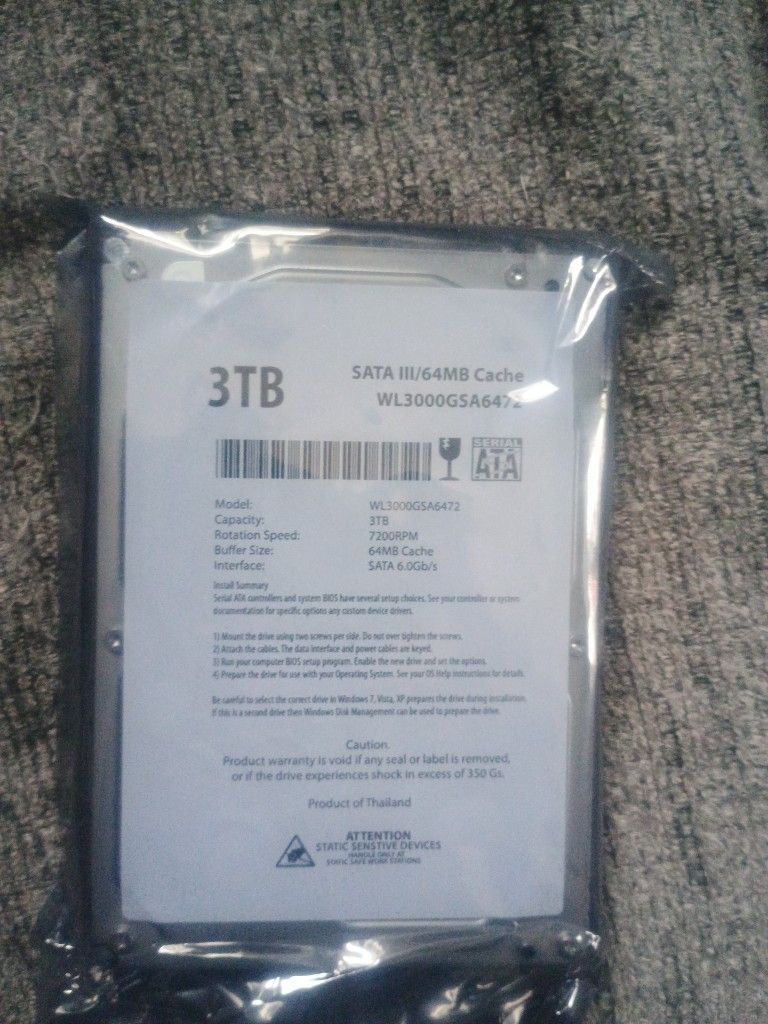 3TB
SATA III/64MB Cache
WL3000GSA6472
SERIAL
ATA
Model: WL3000GSA6472
Capacity: 3TB
Rotation Speed: 7200RPM
Buffer Size: 64MB Cache
Interface: SATA 6.0Gb/s
Install Summary
Serial ATA controllers and system BIOS have several setup choices. See your controller or system
documentation for specific options any custom device drivers.
1) Mount the drive using two screws per side. Do not over tighten the screws.
2) Attach the cables. The data interface and power cables are keyed.
3) Run your computer BIOS setup program. Enable the new drive and set the options.
4) Prepare the drive for use with your Operating System. See your OS Help instructions for details.
Be careful to select the correct drive in Windows 7, Vista, XP prepares the drive during installation.
If this is a second drive then Windows Disk Management can be used to prepare the drive.
Caution.
Product warranty is void if any seal or label is removed,
or if the drive experiences shock in excess of 350 Gs.
Product of Thailand
ATTENTION
STATIC SENSTIVE DEVICES
HANDLE ONLY AT
STATIC SAFE WORK STATIONS